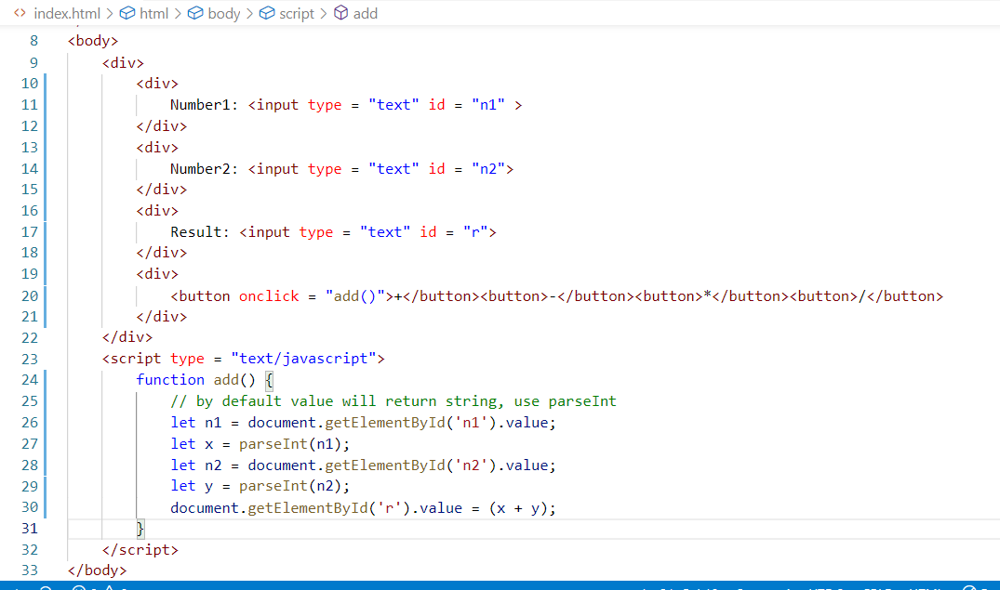 <> index.html > html > body > script > add
8 <body>
9 <div>
10 <div>
11 Number1: <input type = "text" id = "n1" >
12 </div>
13 <div>
14 Number2: <input type = "text" id = "n2">
15 </div>
16 <div>
17 Result: <input type = "text" id = "r">
18 </div>
19 <div>
20 <button onclick = "add()">+</button><button>-</button><button>*</button><button>/</button>
21 </div>
22 </div>
23 <script type = "text/javascript">
24 function add() {
25 // by default value will return string, use parseInt
26 let n1 = document.getElementById('n1').value;
27 let x = parseInt(n1);
28 let n2 = document.getElementById('n2').value;
29 let y = parseInt(n2);
30 document.getElementById('r').value = (x + y);
31 }
32 </script>
33 </body>